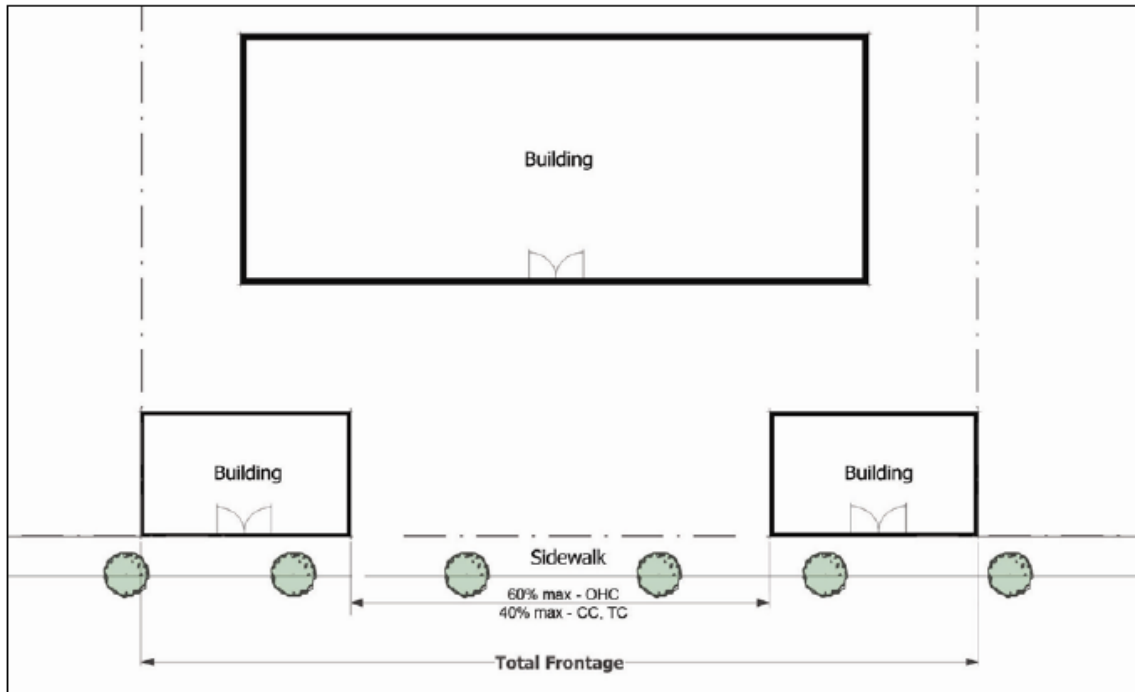 Building
Building
Building
Sidewalk
60% max - OHC
40% max - CC, TC
Total Frontage